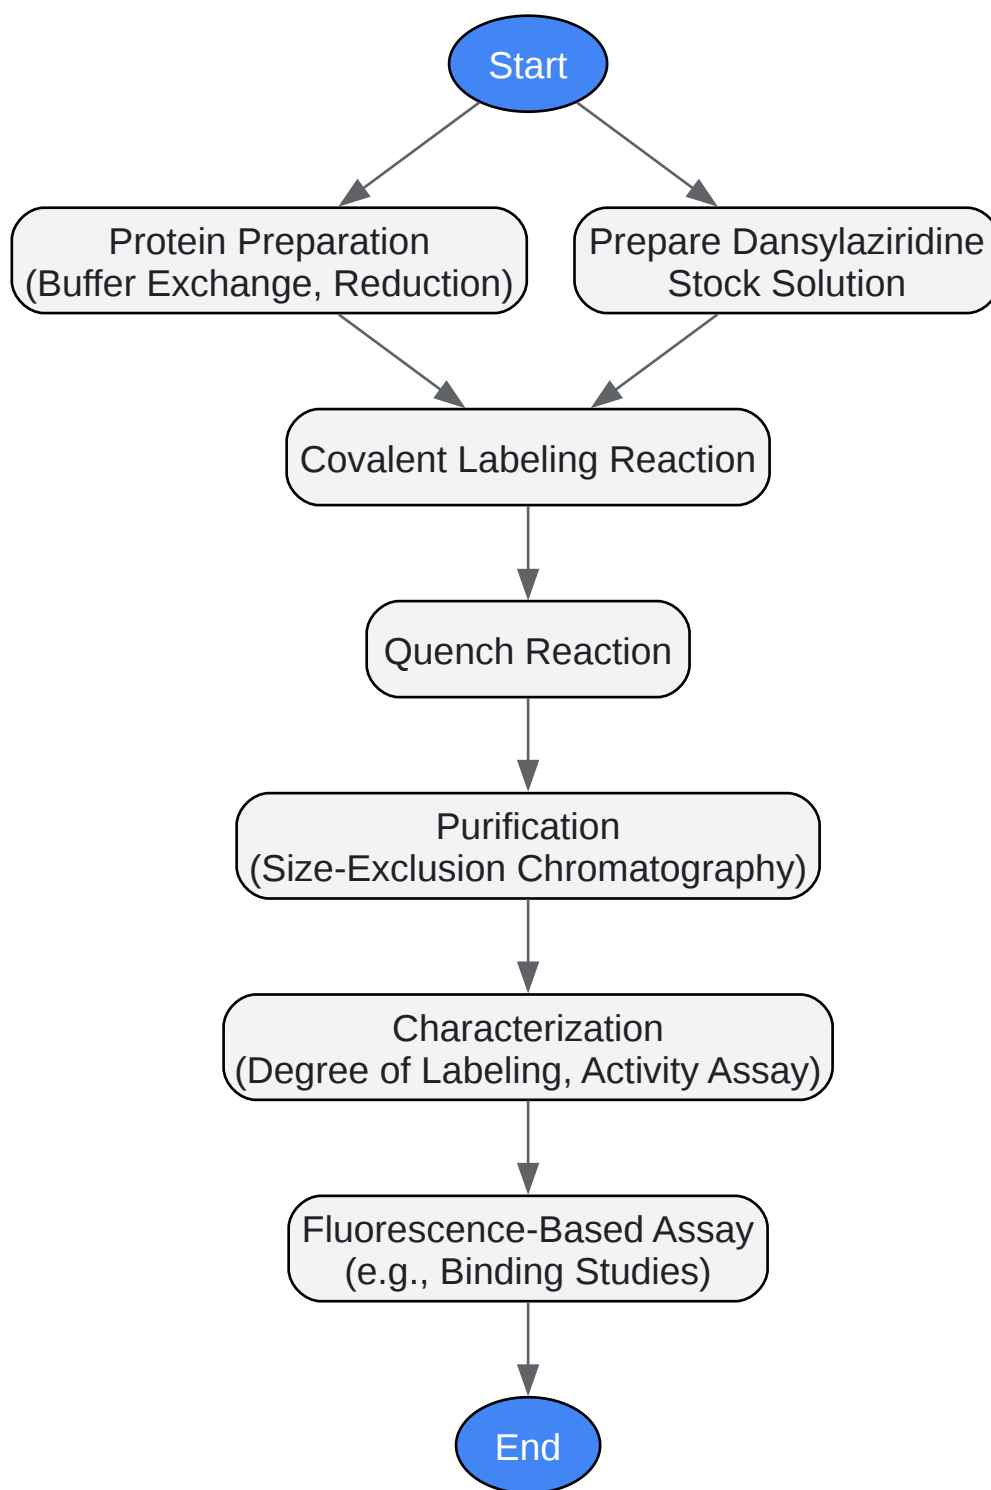 Start
Protein Preparation
(Buffer Exchange, Reduction)
Prepare Dansylaziridine
Stock Solution
Covalent Labeling Reaction
Quench Reaction
Purification
(Size-Exclusion Chromatography)
Characterization
(Degree of Labeling, Activity Assay)
Fluorescence-Based Assay
(e.g., Binding Studies)
End